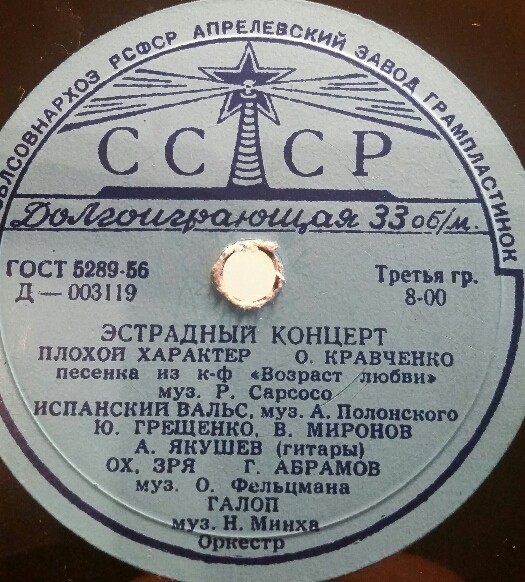 ОБЛСОВНАРХОЗ РСФСР АПРЕЛЕВСКИЙ ЗАВОД ГРАМПЛАСТИНОК
СССР
Долгоиграющая 33 об/м.
ГОСТ 5289-56
Д — 003119
Третья гр.
8-00
ЭСТРАДНЫЙ КОНЦЕРТ
ПЛОХОЙ ХАРАКТЕР О. КРАВЧЕНКО
песенка из к-ф «Возраст любви»
муз. Р. Сарсосо
ИСПАНСКИЙ ВАЛЬС, муз. А. Полонского
Ю. ГРЕЩЕНКО, В. МИРОНОВ
А. ЯКУШЕВ (гитары)
ОХ, ЗРЯ Г. АБРАМОВ
муз. О. Фельцмана
ГАЛОП
муз. Н. Минха
Оркестр